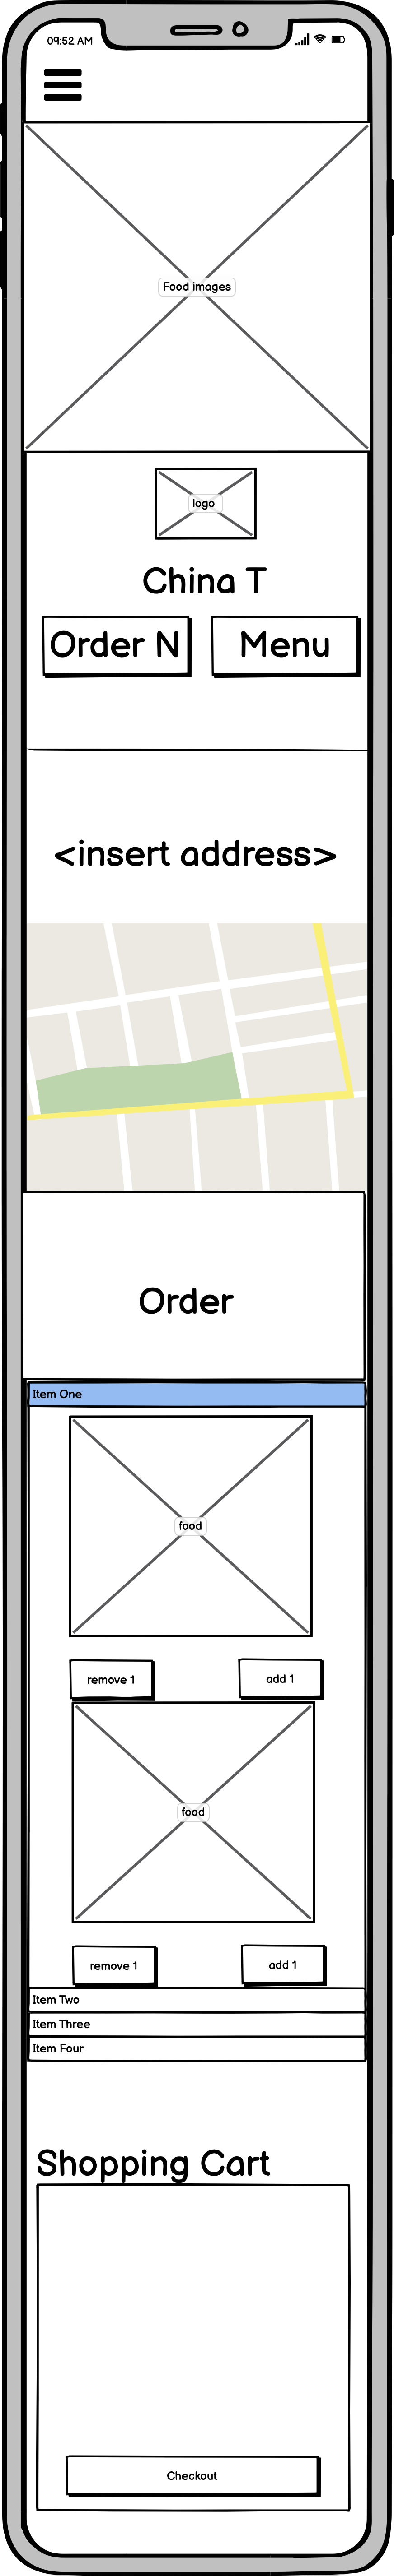 09:52 AM
Food images
logo
China T
Order N
Menu
<insert address>
Order
Item One
food
remove 1
add 1
food
remove 1
add 1
Item Two
Item Three
Item Four
Shopping Cart
Checkout